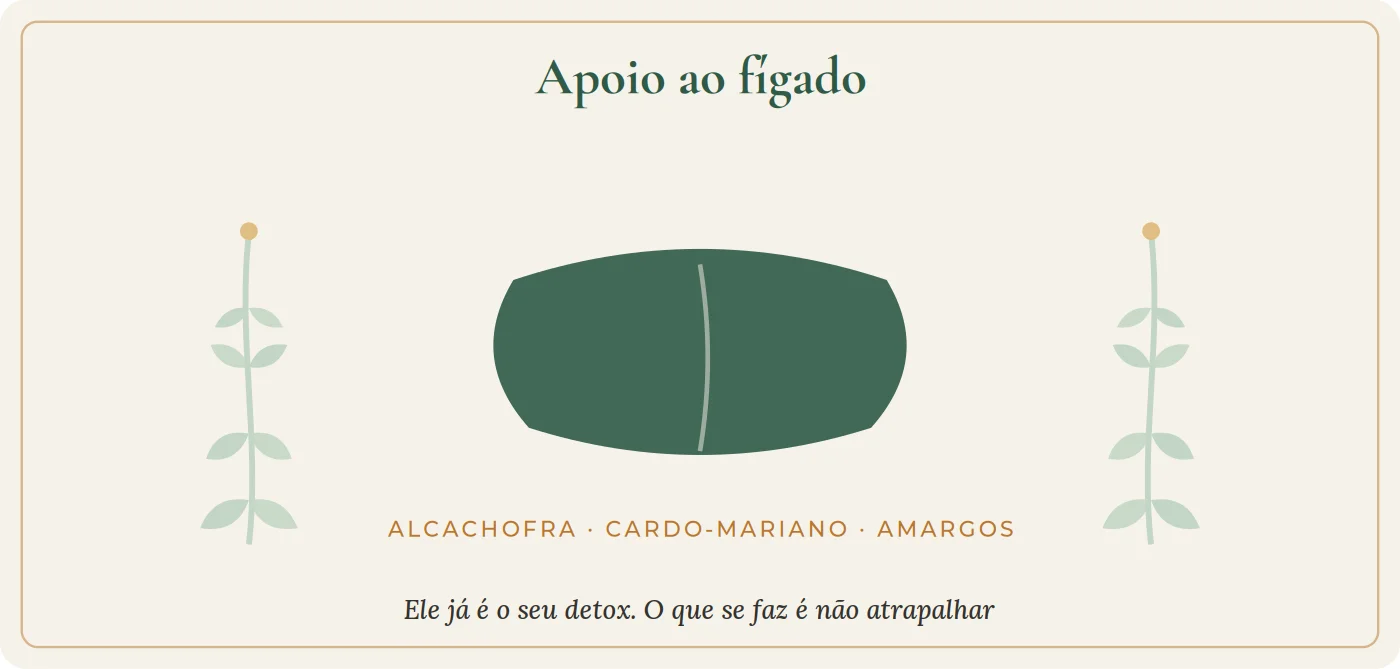 Apoio ao fígado
ALCACHOFRA · CARDO-MARIANO · AMARGOS
Ele já é o seu detox. O que se faz é não atrapalhar